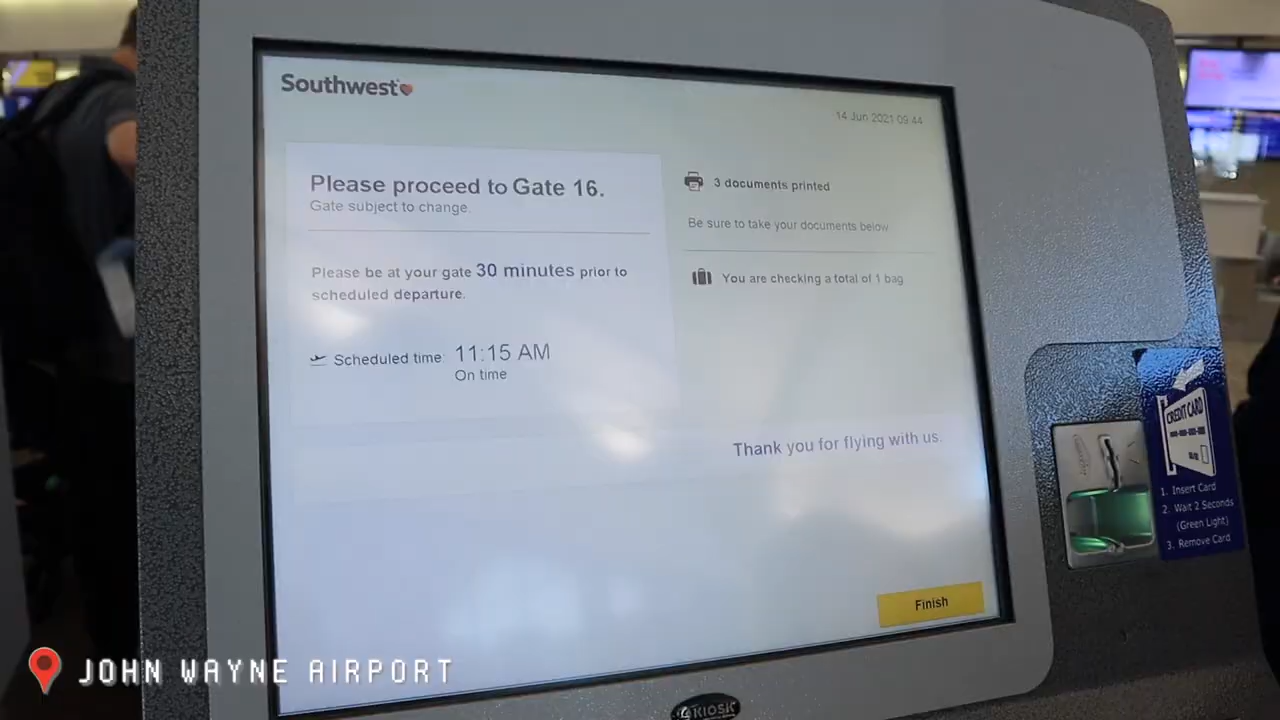 Southwest
14 Jun 2021 09:44
Please proceed to Gate 16.
Gate subject to change.
Please be at your gate 30 minutes prior to
scheduled departure.
Scheduled time: 11:15 AM
On time
3 documents printed
Be sure to take your documents below
You are checking a total of 1 bag
Thank you for flying with us.
Finish
CREDIT CARD
1. Insert Card
2. Wait 2 Seconds
(Green Light)
3. Remove Card
JOHN WAYNE AIRPORT
KIOSK